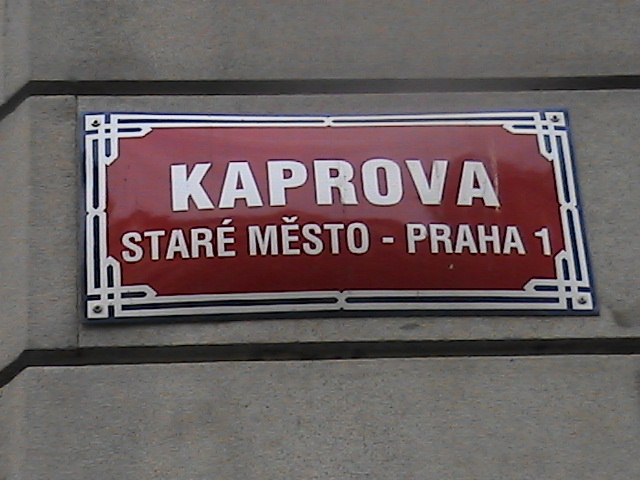 KAPROVA
STARÉ MĚSTO - PRAHA 1